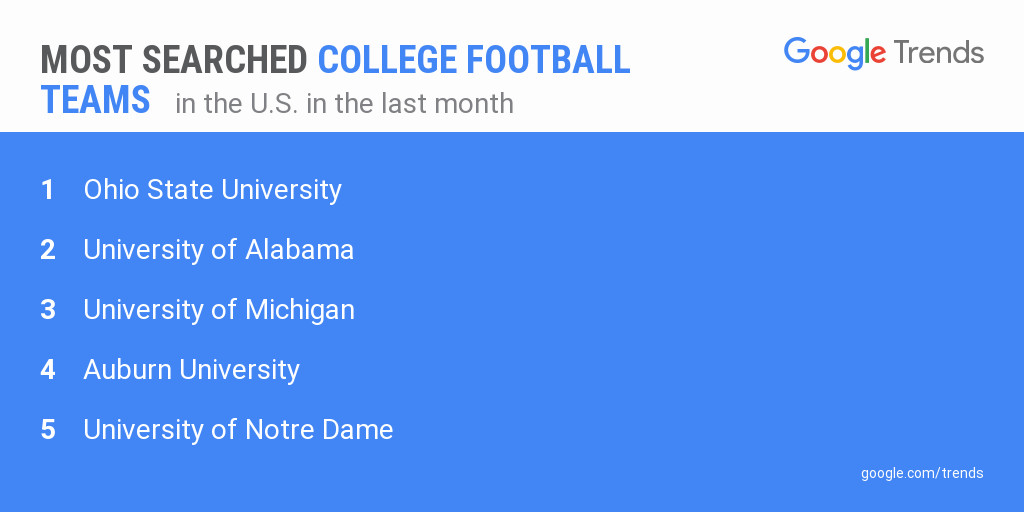 MOST SEARCHED COLLEGE FOOTBALL
TEAMS in the U.S. in the last month
Google Trends
1 Ohio State University
2 University of Alabama
3 University of Michigan
4 Auburn University
5 University of Notre Dame
google.com/trends